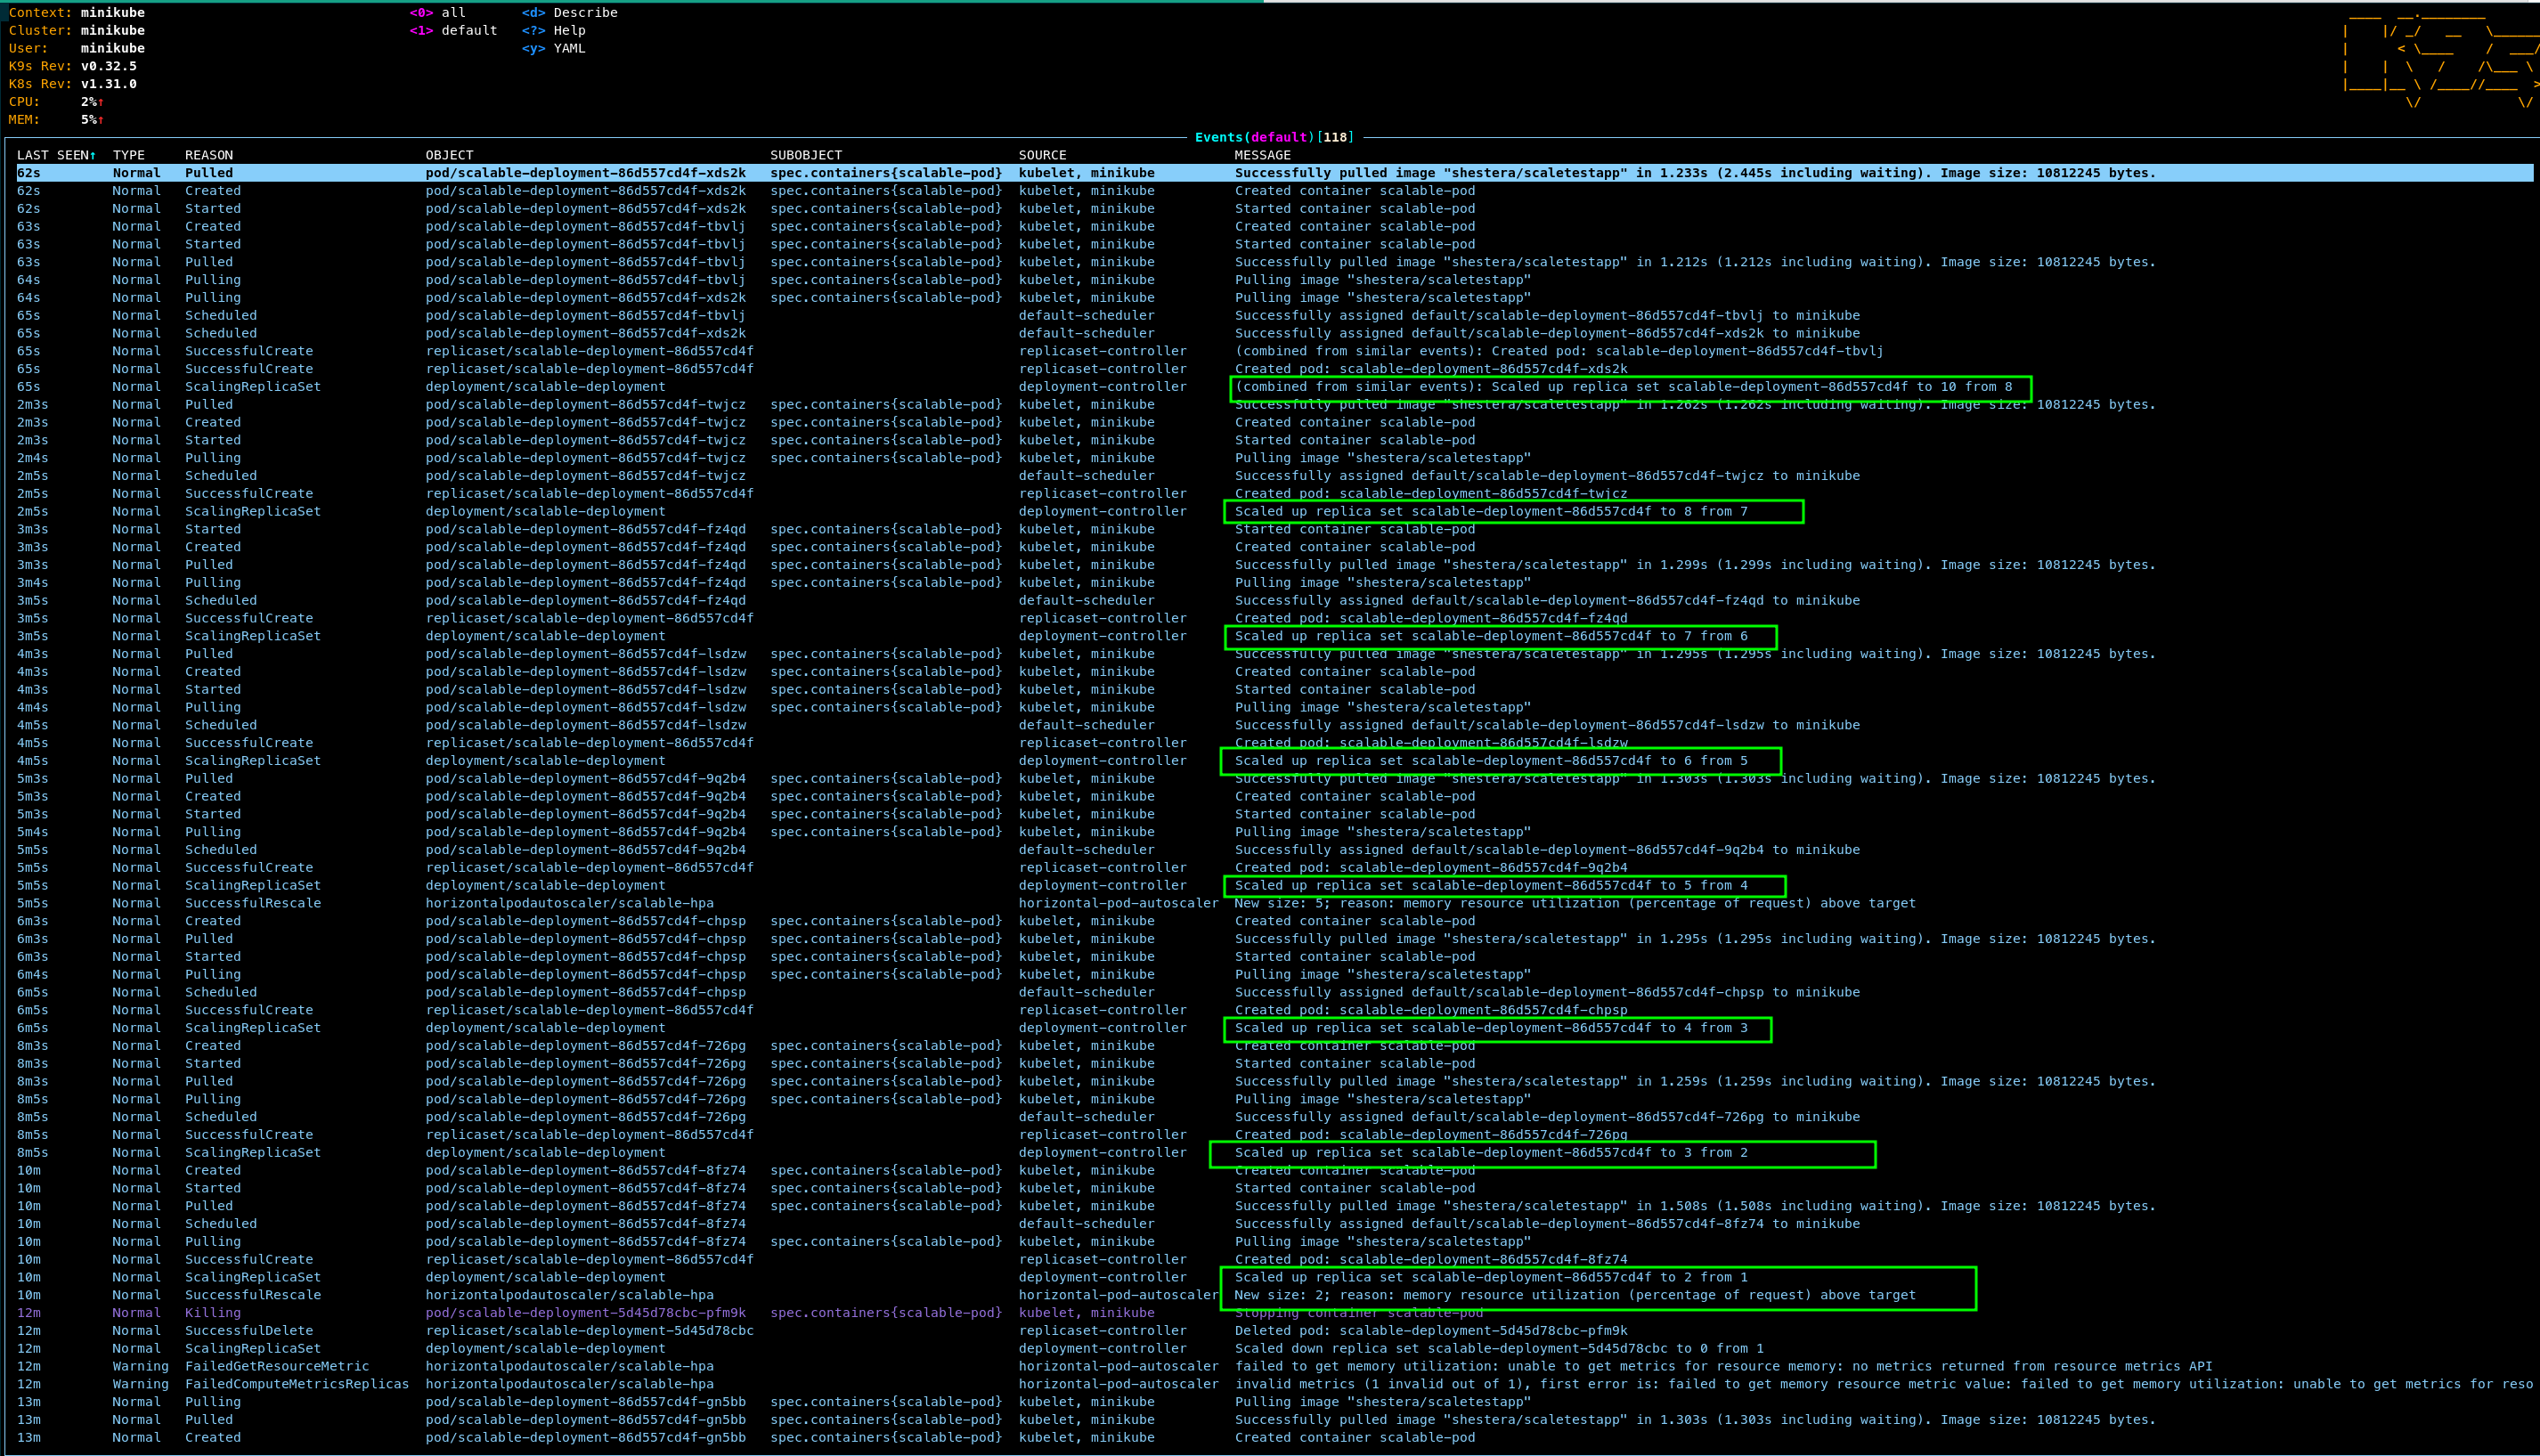 Context: minikube <0> all <d> Describe
Cluster: minikube <1> default <?> Help
User: minikube <y> YAML
K9s Rev: v0.32.5
K8s Rev: v1.31.0
CPU: 2%↑
MEM: 5%↑
Events(default)[118]
LAST SEEN↑ TYPE REASON OBJECT SUBOBJECT SOURCE MESSAGE
62s Normal Pulled pod/scalable-deployment-86d557cd4f-xds2k spec.containers{scalable-pod} kubelet, minikube Successfully pulled image "shestera/scaletestapp" in 1.233s (2.445s including waiting). Image size: 10812245 bytes.
62s Normal Created pod/scalable-deployment-86d557cd4f-xds2k spec.containers{scalable-pod} kubelet, minikube Created container scalable-pod
62s Normal Started pod/scalable-deployment-86d557cd4f-xds2k spec.containers{scalable-pod} kubelet, minikube Started container scalable-pod
63s Normal Created pod/scalable-deployment-86d557cd4f-tbvlj spec.containers{scalable-pod} kubelet, minikube Created container scalable-pod
63s Normal Started pod/scalable-deployment-86d557cd4f-tbvlj spec.containers{scalable-pod} kubelet, minikube Started container scalable-pod
63s Normal Pulled pod/scalable-deployment-86d557cd4f-tbvlj spec.containers{scalable-pod} kubelet, minikube Successfully pulled image "shestera/scaletestapp" in 1.212s (1.212s including waiting). Image size: 10812245 bytes.
64s Normal Pulling pod/scalable-deployment-86d557cd4f-tbvlj spec.containers{scalable-pod} kubelet, minikube Pulling image "shestera/scaletestapp"
64s Normal Pulling pod/scalable-deployment-86d557cd4f-xds2k spec.containers{scalable-pod} kubelet, minikube Pulling image "shestera/scaletestapp"
65s Normal Scheduled pod/scalable-deployment-86d557cd4f-tbvlj default-scheduler Successfully assigned default/scalable-deployment-86d557cd4f-tbvlj to minikube
65s Normal Scheduled pod/scalable-deployment-86d557cd4f-xds2k default-scheduler Successfully assigned default/scalable-deployment-86d557cd4f-xds2k to minikube
65s Normal SuccessfulCreate replicaset/scalable-deployment-86d557cd4f replicaset-controller (combined from similar events): Created pod: scalable-deployment-86d557cd4f-tbvlj
65s Normal SuccessfulCreate replicaset/scalable-deployment-86d557cd4f replicaset-controller Created pod: scalable-deployment-86d557cd4f-xds2k
65s Normal ScalingReplicaSet deployment/scalable-deployment deployment-controller (combined from similar events): Scaled up replica set scalable-deployment-86d557cd4f to 10 from 8
2m3s Normal Pulled pod/scalable-deployment-86d557cd4f-twjcz spec.containers{scalable-pod} kubelet, minikube Successfully pulled image "shestera/scaletestapp" in 1.262s (1.262s including waiting). Image size: 10812245 bytes.
2m3s Normal Created pod/scalable-deployment-86d557cd4f-twjcz spec.containers{scalable-pod} kubelet, minikube Created container scalable-pod
2m3s Normal Started pod/scalable-deployment-86d557cd4f-twjcz spec.containers{scalable-pod} kubelet, minikube Started container scalable-pod
2m4s Normal Pulling pod/scalable-deployment-86d557cd4f-twjcz spec.containers{scalable-pod} kubelet, minikube Pulling image "shestera/scaletestapp"
2m5s Normal Scheduled pod/scalable-deployment-86d557cd4f-twjcz default-scheduler Successfully assigned default/scalable-deployment-86d557cd4f-twjcz to minikube
2m5s Normal SuccessfulCreate replicaset/scalable-deployment-86d557cd4f replicaset-controller Created pod: scalable-deployment-86d557cd4f-twjcz
2m5s Normal ScalingReplicaSet deployment/scalable-deployment deployment-controller Scaled up replica set scalable-deployment-86d557cd4f to 8 from 7
3m3s Normal Started pod/scalable-deployment-86d557cd4f-fz4qd spec.containers{scalable-pod} kubelet, minikube Started container scalable-pod
3m3s Normal Created pod/scalable-deployment-86d557cd4f-fz4qd spec.containers{scalable-pod} kubelet, minikube Created container scalable-pod
3m3s Normal Pulled pod/scalable-deployment-86d557cd4f-fz4qd spec.containers{scalable-pod} kubelet, minikube Successfully pulled image "shestera/scaletestapp" in 1.299s (1.299s including waiting). Image size: 10812245 bytes.
3m4s Normal Pulling pod/scalable-deployment-86d557cd4f-fz4qd spec.containers{scalable-pod} kubelet, minikube Pulling image "shestera/scaletestapp"
3m5s Normal Scheduled pod/scalable-deployment-86d557cd4f-fz4qd default-scheduler Successfully assigned default/scalable-deployment-86d557cd4f-fz4qd to minikube
3m5s Normal SuccessfulCreate replicaset/scalable-deployment-86d557cd4f replicaset-controller Created pod: scalable-deployment-86d557cd4f-fz4qd
3m5s Normal ScalingReplicaSet deployment/scalable-deployment deployment-controller Scaled up replica set scalable-deployment-86d557cd4f to 7 from 6
4m3s Normal Pulled pod/scalable-deployment-86d557cd4f-lsdzw spec.containers{scalable-pod} kubelet, minikube Successfully pulled image "shestera/scaletestapp" in 1.295s (1.295s including waiting). Image size: 10812245 bytes.
4m3s Normal Created pod/scalable-deployment-86d557cd4f-lsdzw spec.containers{scalable-pod} kubelet, minikube Created container scalable-pod
4m3s Normal Started pod/scalable-deployment-86d557cd4f-lsdzw spec.containers{scalable-pod} kubelet, minikube Started container scalable-pod
4m4s Normal Pulling pod/scalable-deployment-86d557cd4f-lsdzw spec.containers{scalable-pod} kubelet, minikube Pulling image "shestera/scaletestapp"
4m5s Normal Scheduled pod/scalable-deployment-86d557cd4f-lsdzw default-scheduler Successfully assigned default/scalable-deployment-86d557cd4f-lsdzw to minikube
4m5s Normal SuccessfulCreate replicaset/scalable-deployment-86d557cd4f replicaset-controller Created pod: scalable-deployment-86d557cd4f-lsdzw
4m5s Normal ScalingReplicaSet deployment/scalable-deployment deployment-controller Scaled up replica set scalable-deployment-86d557cd4f to 6 from 5
5m3s Normal Pulled pod/scalable-deployment-86d557cd4f-9q2b4 spec.containers{scalable-pod} kubelet, minikube Successfully pulled image "shestera/scaletestapp" in 1.303s (1.303s including waiting). Image size: 10812245 bytes.
5m3s Normal Created pod/scalable-deployment-86d557cd4f-9q2b4 spec.containers{scalable-pod} kubelet, minikube Created container scalable-pod
5m3s Normal Started pod/scalable-deployment-86d557cd4f-9q2b4 spec.containers{scalable-pod} kubelet, minikube Started container scalable-pod
5m4s Normal Pulling pod/scalable-deployment-86d557cd4f-9q2b4 spec.containers{scalable-pod} kubelet, minikube Pulling image "shestera/scaletestapp"
5m5s Normal Scheduled pod/scalable-deployment-86d557cd4f-9q2b4 default-scheduler Successfully assigned default/scalable-deployment-86d557cd4f-9q2b4 to minikube
5m5s Normal SuccessfulCreate replicaset/scalable-deployment-86d557cd4f replicaset-controller Created pod: scalable-deployment-86d557cd4f-9q2b4
5m5s Normal ScalingReplicaSet deployment/scalable-deployment deployment-controller Scaled up replica set scalable-deployment-86d557cd4f to 5 from 4
5m5s Normal SuccessfulRescale horizontalpodautoscaler/scalable-hpa horizontal-pod-autoscaler New size: 5; reason: memory resource utilization (percentage of request) above target
6m3s Normal Created pod/scalable-deployment-86d557cd4f-chpsp spec.containers{scalable-pod} kubelet, minikube Created container scalable-pod
6m3s Normal Pulled pod/scalable-deployment-86d557cd4f-chpsp spec.containers{scalable-pod} kubelet, minikube Successfully pulled image "shestera/scaletestapp" in 1.295s (1.295s including waiting). Image size: 10812245 bytes.
6m3s Normal Started pod/scalable-deployment-86d557cd4f-chpsp spec.containers{scalable-pod} kubelet, minikube Started container scalable-pod
6m4s Normal Pulling pod/scalable-deployment-86d557cd4f-chpsp spec.containers{scalable-pod} kubelet, minikube Pulling image "shestera/scaletestapp"
6m5s Normal Scheduled pod/scalable-deployment-86d557cd4f-chpsp default-scheduler Successfully assigned default/scalable-deployment-86d557cd4f-chpsp to minikube
6m5s Normal SuccessfulCreate replicaset/scalable-deployment-86d557cd4f replicaset-controller Created pod: scalable-deployment-86d557cd4f-chpsp
6m5s Normal ScalingReplicaSet deployment/scalable-deployment deployment-controller Scaled up replica set scalable-deployment-86d557cd4f to 4 from 3
8m3s Normal Created pod/scalable-deployment-86d557cd4f-726pg spec.containers{scalable-pod} kubelet, minikube Created container scalable-pod
8m3s Normal Started pod/scalable-deployment-86d557cd4f-726pg spec.containers{scalable-pod} kubelet, minikube Started container scalable-pod
8m3s Normal Pulled pod/scalable-deployment-86d557cd4f-726pg spec.containers{scalable-pod} kubelet, minikube Successfully pulled image "shestera/scaletestapp" in 1.259s (1.259s including waiting). Image size: 10812245 bytes.
8m5s Normal Pulling pod/scalable-deployment-86d557cd4f-726pg spec.containers{scalable-pod} kubelet, minikube Pulling image "shestera/scaletestapp"
8m5s Normal Scheduled pod/scalable-deployment-86d557cd4f-726pg default-scheduler Successfully assigned default/scalable-deployment-86d557cd4f-726pg to minikube
8m5s Normal SuccessfulCreate replicaset/scalable-deployment-86d557cd4f replicaset-controller Created pod: scalable-deployment-86d557cd4f-726pg
8m5s Normal ScalingReplicaSet deployment/scalable-deployment deployment-controller Scaled up replica set scalable-deployment-86d557cd4f to 3 from 2
10m Normal Created pod/scalable-deployment-86d557cd4f-8fz74 spec.containers{scalable-pod} kubelet, minikube Created container scalable-pod
10m Normal Started pod/scalable-deployment-86d557cd4f-8fz74 spec.containers{scalable-pod} kubelet, minikube Started container scalable-pod
10m Normal Pulled pod/scalable-deployment-86d557cd4f-8fz74 spec.containers{scalable-pod} kubelet, minikube Successfully pulled image "shestera/scaletestapp" in 1.508s (1.508s including waiting). Image size: 10812245 bytes.
10m Normal Scheduled pod/scalable-deployment-86d557cd4f-8fz74 default-scheduler Successfully assigned default/scalable-deployment-86d557cd4f-8fz74 to minikube
10m Normal Pulling pod/scalable-deployment-86d557cd4f-8fz74 spec.containers{scalable-pod} kubelet, minikube Pulling image "shestera/scaletestapp"
10m Normal SuccessfulCreate replicaset/scalable-deployment-86d557cd4f replicaset-controller Created pod: scalable-deployment-86d557cd4f-8fz74
10m Normal ScalingReplicaSet deployment/scalable-deployment deployment-controller Scaled up replica set scalable-deployment-86d557cd4f to 2 from 1
10m Normal SuccessfulRescale horizontalpodautoscaler/scalable-hpa horizontal-pod-autoscaler New size: 2; reason: memory resource utilization (percentage of request) above target
12m Normal Killing pod/scalable-deployment-5d45d78cbc-pfm9k spec.containers{scalable-pod} kubelet, minikube Stopping container scalable-pod
12m Normal SuccessfulDelete replicaset/scalable-deployment-5d45d78cbc replicaset-controller Deleted pod: scalable-deployment-5d45d78cbc-pfm9k
12m Normal ScalingReplicaSet deployment/scalable-deployment deployment-controller Scaled down replica set scalable-deployment-5d45d78cbc to 0 from 1
12m Warning FailedGetResourceMetric horizontalpodautoscaler/scalable-hpa horizontal-pod-autoscaler failed to get memory utilization: unable to get metrics for resource memory: no metrics returned from resource metrics API
12m Warning FailedComputeMetricsReplicas horizontalpodautoscaler/scalable-hpa horizontal-pod-autoscaler invalid metrics (1 invalid out of 1), first error is: failed to get memory resource metric value: failed to get memory utilization: unable to get metrics for reso
13m Normal Pulling pod/scalable-deployment-86d557cd4f-gn5bb spec.containers{scalable-pod} kubelet, minikube Pulling image "shestera/scaletestapp"
13m Normal Pulled pod/scalable-deployment-86d557cd4f-gn5bb spec.containers{scalable-pod} kubelet, minikube Successfully pulled image "shestera/scaletestapp" in 1.303s (1.303s including waiting). Image size: 10812245 bytes.
13m Normal Created pod/scalable-deployment-86d557cd4f-gn5bb spec.containers{scalable-pod} kubelet, minikube Created container scalable-pod